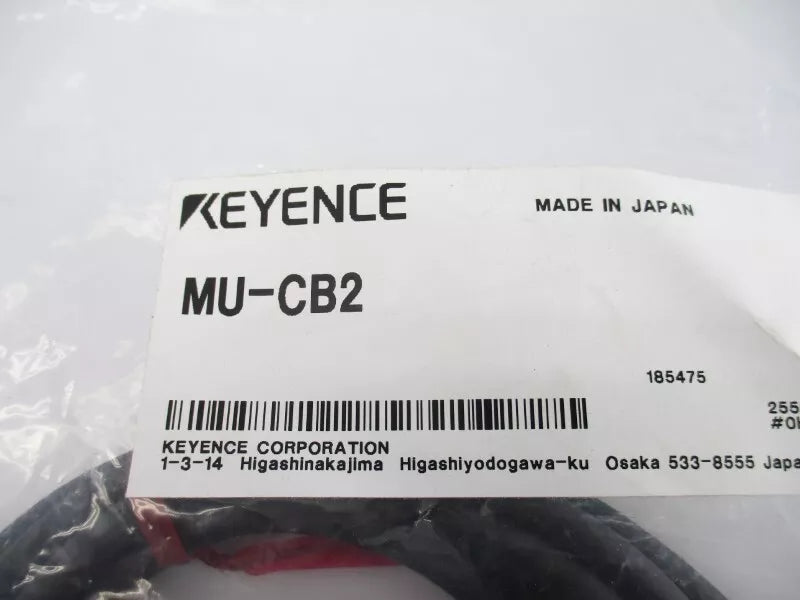 KEYENCE
MADE IN JAPAN
MU-CB2
185475
KEYENCE CORPORATION
1-3-14 Higashinakajima Higashiyodogawa-ku Osaka 533-8555